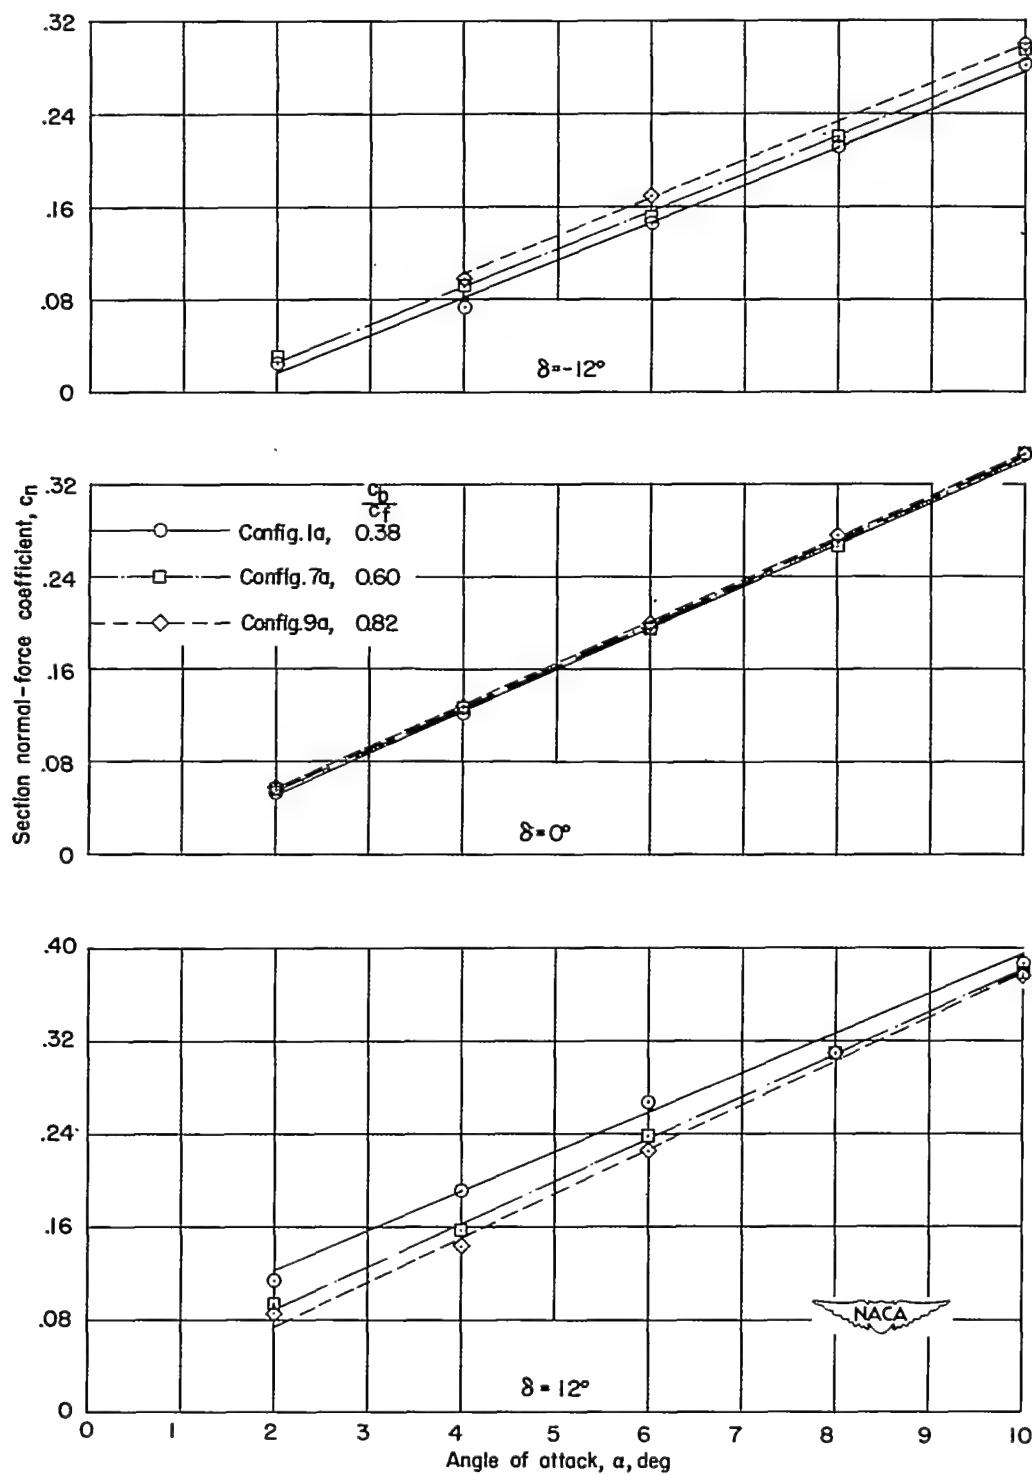 .32
.24
.16
.08
0
δ=-12°
Section normal-force coefficient, cn
.32
.24
.16
.08
0
cb
cf
Config.1a, 0.38
Config.7a, 0.60
Config.9a, 0.82
δ=0°
.40
.32
.24
.16
.08
0
NACA
δ = 12°
0 1 2 3 4 5 6 7 8 9 10
Angle of attack, α, deg